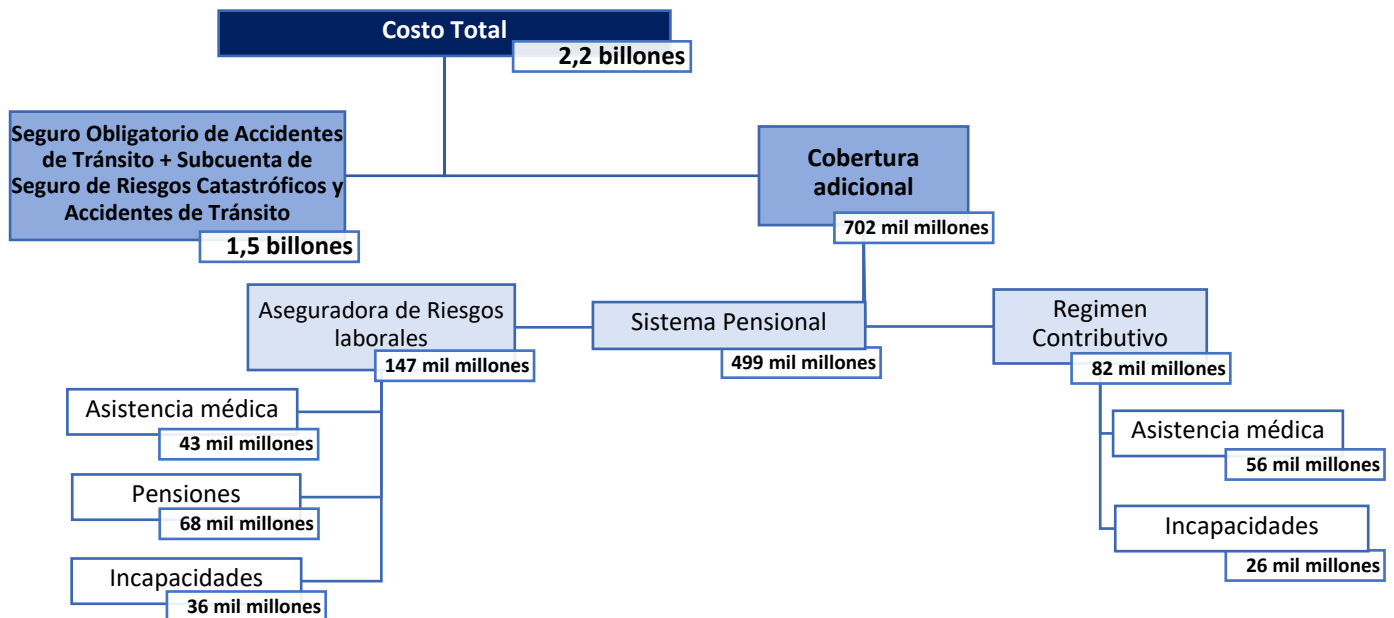 Costo Total
2,2 billones
Seguro Obligatorio de Accidentes
de Tránsito + Subcuenta de
Seguro de Riesgos Catastróficos y
Accidentes de Tránsito
1,5 billones
Cobertura
adicional
702 mil millones
Aseguradora de Riesgos
laborales
147 mil millones
Sistema Pensional
499 mil millones
Regimen
Contributivo
82 mil millones
Asistencia médica
43 mil millones
Pensiones
68 mil millones
Incapacidades
36 mil millones
Asistencia médica
56 mil millones
Incapacidades
26 mil millones